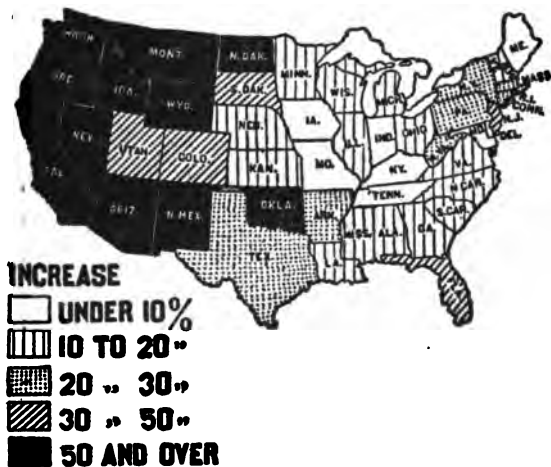 WASH.
MONT.
N. DAK.
MINN.
ME.
ORE.
IDA.
S. DAK.
WIS.
MICH.
MASS
CONN.
WYO.
NEB.
IA.
PA.
N.J.
NEV.
UTAH
COLO.
KAN.
MO.
ILL.
IND.
OHIO
DEL.
KY.
VA.
CAL.
ARIZ.
N. MEX.
OKLA.
ARK.
TENN.
N. CAR.
S. CAR.
TEX.
LA.
MISS.
ALA.
GA.
INCREASE
UNDER 10%
10 TO 20 "
20 " 30 "
30 " 50 "
50 AND OVER